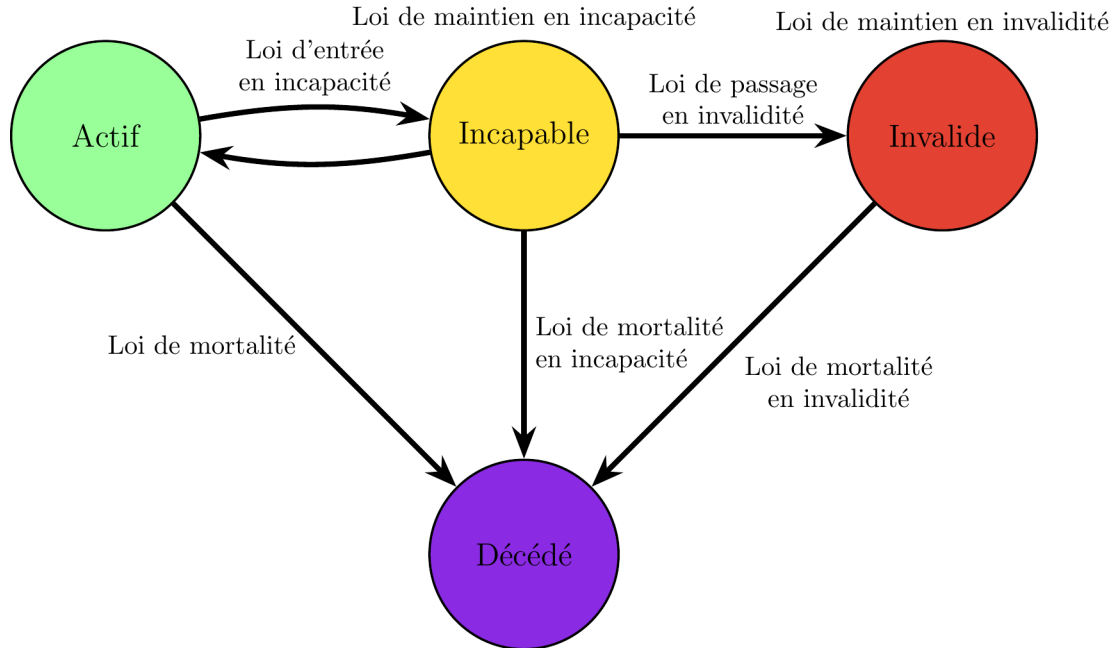 Loi de maintien en incapacité
Loi de maintien en invalidité
Loi d'entrée
en incapacité
Loi de passage
en invalidité
Actif
Incapable
Invalide
Loi de mortalité
Loi de mortalité
en incapacité
Loi de mortalité
en invalidité
Décédé